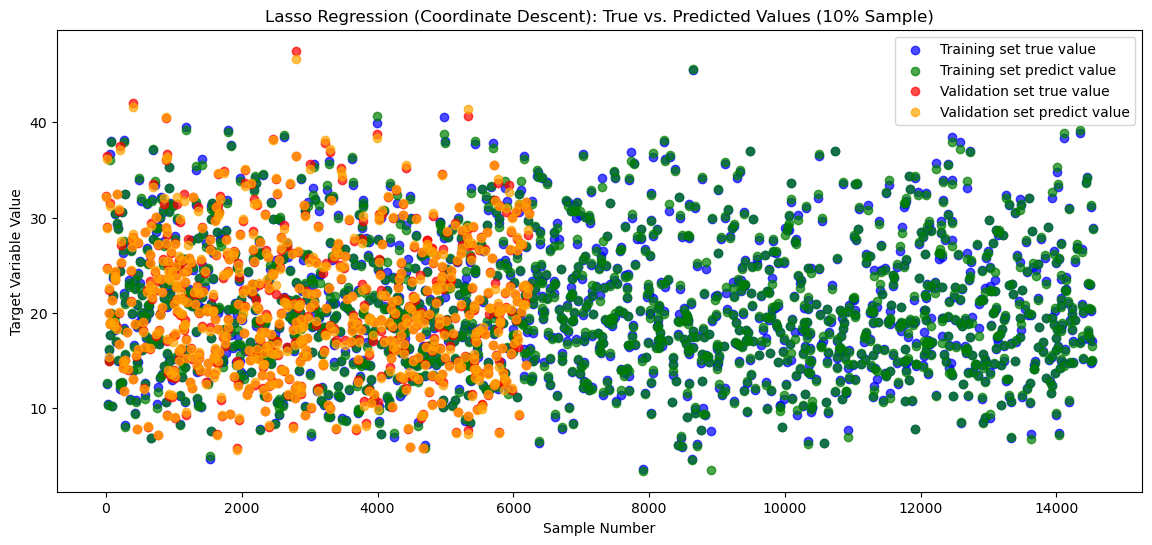 Lasso Regression (Coordinate Descent): True vs. Predicted Values (10% Sample)
Training set true value
Training set predict value
Validation set true value
Validation set predict value
Target Variable Value
40
30
20
10
0 2000 4000 6000 8000 10000 12000 14000
Sample Number